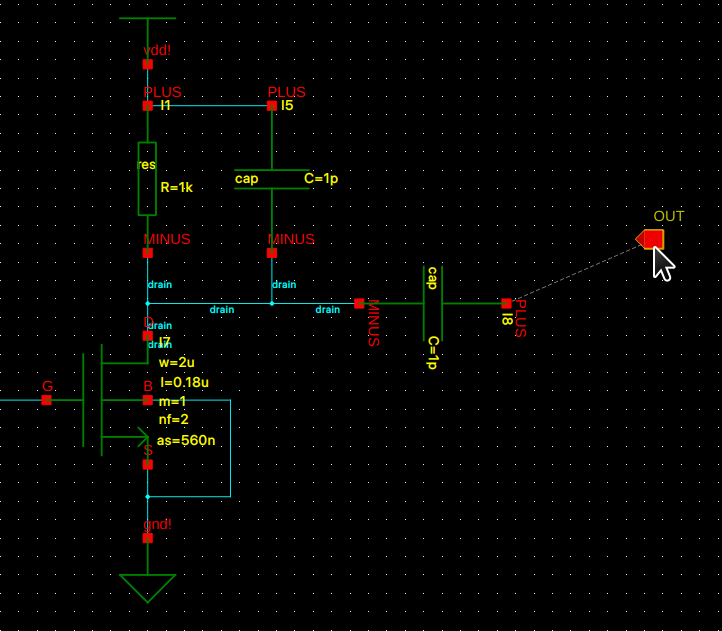 vdd!
PLUS
I1
PLUS
I5
res
R=1k
cap
C=1p
OUT
MINUS
MINUS
drain
drain
cap
drain
drain
MINUS
I8
PLUS
D
drain
drain
I7
C=1p
w=2u
l=0.18u
G
B
m=1
nf=2
as=560n
S
gnd!